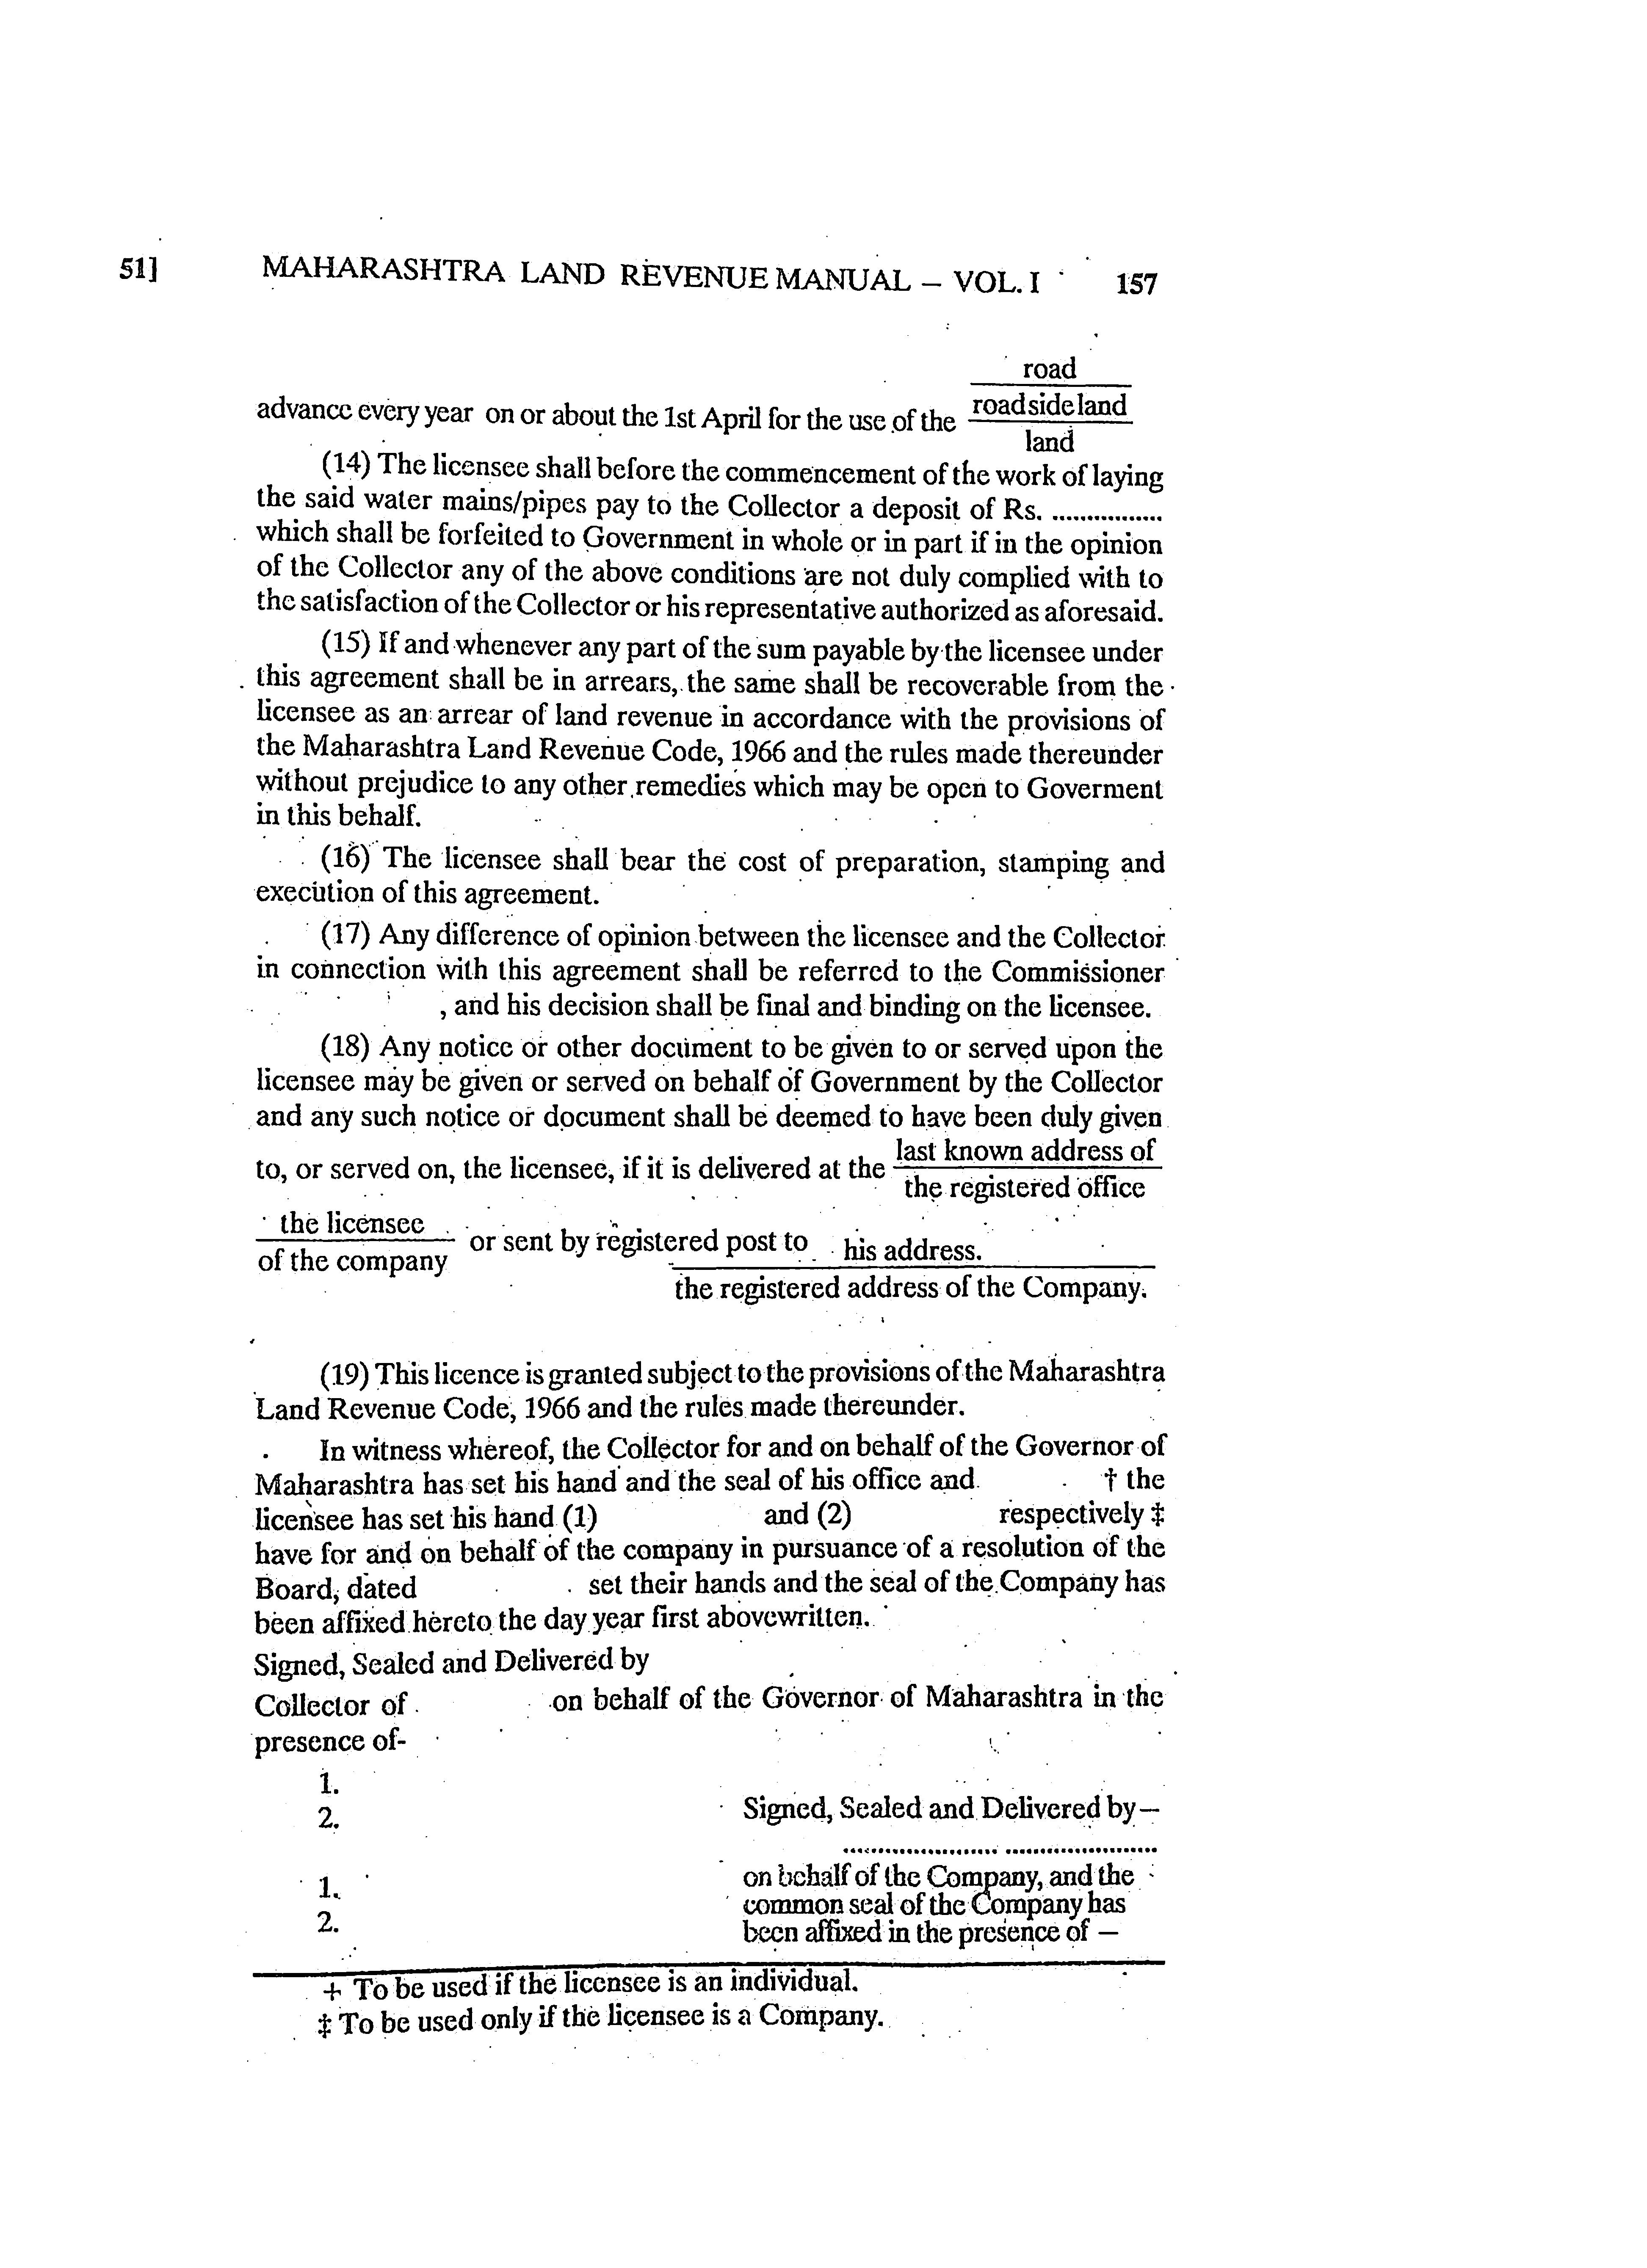 51] MAHARASHTRA LAND REVENUE MANUAL – VOL. I 157
road
advance every year on or about the 1st April for the use of the roadside land
land
(14) The licensee shall before the commencement of the work of laying
the said water mains/pipes pay to the Collector a deposit of Rs. ................
which shall be forfeited to Government in whole or in part if in the opinion
of the Collector any of the above conditions are not duly complied with to
the satisfaction of the Collector or his representative authorized as aforesaid.
(15) If and whenever any part of the sum payable by the licensee under
this agreement shall be in arrears, the same shall be recoverable from the
licensee as an arrear of land revenue in accordance with the provisions of
the Maharashtra Land Revenue Code, 1966 and the rules made thereunder
without prejudice to any other remedies which may be open to Goverment
in this behalf.
(16) The licensee shall bear the cost of preparation, stamping and
execution of this agreement.
(17) Any difference of opinion between the licensee and the Collector
in connection with this agreement shall be referred to the Commissioner
, and his decision shall be final and binding on the licensee.
(18) Any notice or other document to be given to or served upon the
licensee may be given or served on behalf of Government by the Collector
and any such notice or document shall be deemed to have been duly given
last known address of
to, or served on, the licensee, if it is delivered at the
the registered office
the licensee
or sent by registered post to his address.
of the company
the registered address of the Company.
(19) This licence is granted subject to the provisions of the Maharashtra
Land Revenue Code, 1966 and the rules made thereunder.
In witness whereof, the Collector for and on behalf of the Governor of
Maharashtra has set his hand and the seal of his office and † the
licensee has set his hand (1) and (2) respectively ‡
have for and on behalf of the company in pursuance of a resolution of the
Board, dated set their hands and the seal of the Company has
been affixed hereto the day year first abovewritten.
Signed, Sealed and Delivered by
Collector of on behalf of the Governor of Maharashtra in the
presence of-
1.
2. Signed, Sealed and Delivered by—
...........................................
1. on behalf of the Company, and the
common seal of the Company has
2. been affixed in the presence of —
+ To be used if the licensee is an individual.
‡ To be used only if the licensee is a Company.